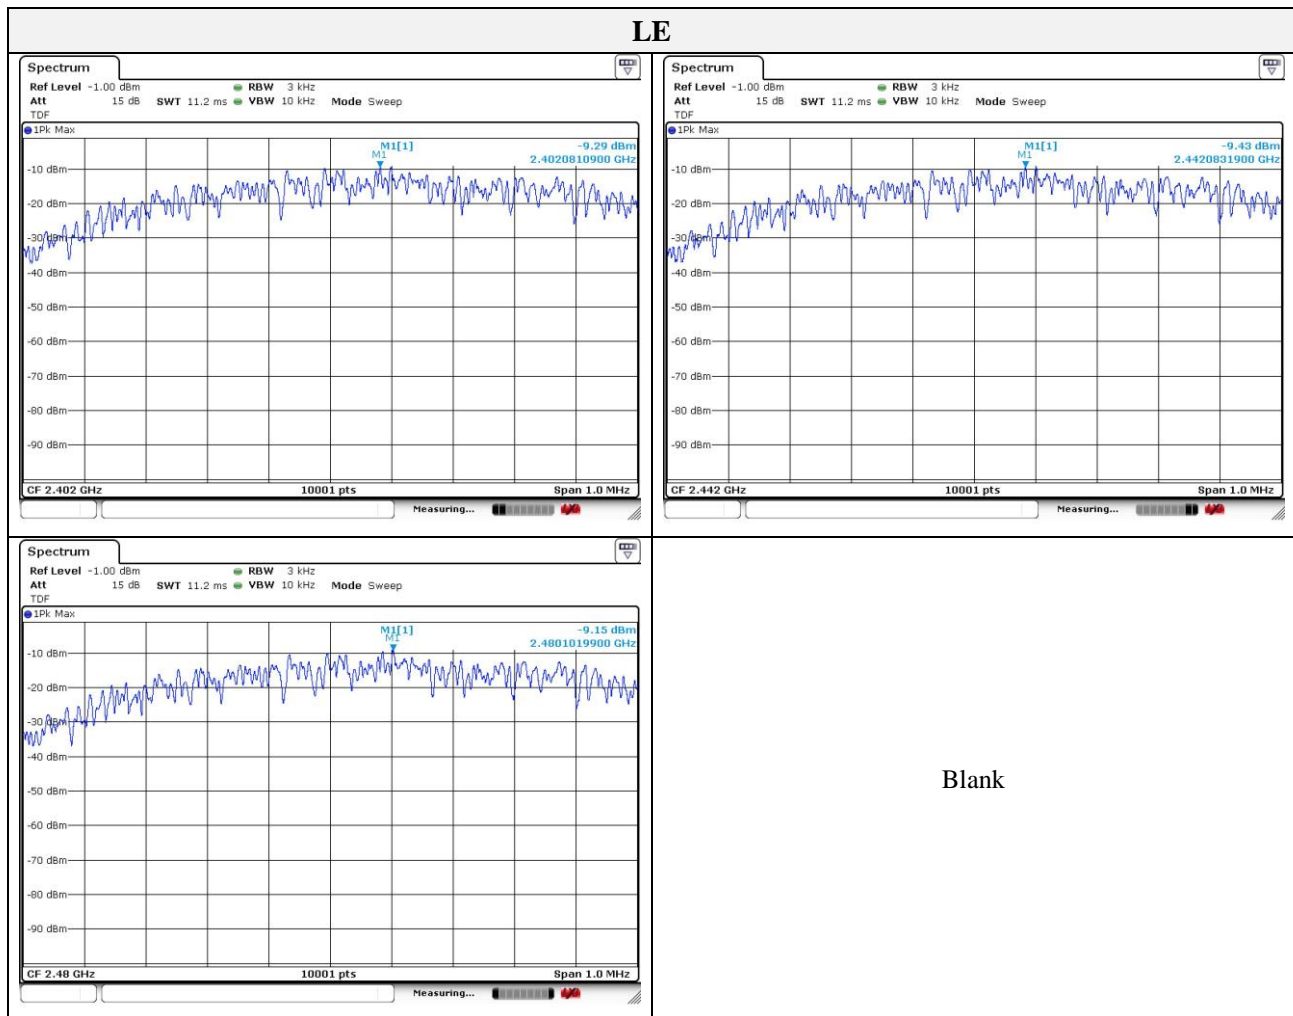 LE
Spectrum
Ref Level -1.00 dBm RBW 3 kHz
Att 15 dB SWT 11.2 ms VBW 10 kHz Mode Sweep
TDF
1Pk Max
M1[1] -9.29 dBm
M1 2.4020810900 GHz
-10 dBm
-20 dBm
-30 dBm
-40 dBm
-50 dBm
-60 dBm
-70 dBm
-80 dBm
-90 dBm
CF 2.402 GHz 10001 pts Span 1.0 MHz
Measuring...
Spectrum
Ref Level -1.00 dBm RBW 3 kHz
Att 15 dB SWT 11.2 ms VBW 10 kHz Mode Sweep
TDF
1Pk Max
M1[1] -9.43 dBm
M1 2.4420831900 GHz
-10 dBm
-20 dBm
-30 dBm
-40 dBm
-50 dBm
-60 dBm
-70 dBm
-80 dBm
-90 dBm
CF 2.442 GHz 10001 pts Span 1.0 MHz
Measuring...
Spectrum
Ref Level -1.00 dBm RBW 3 kHz
Att 15 dB SWT 11.2 ms VBW 10 kHz Mode Sweep
TDF
1Pk Max
M1[1] -9.15 dBm
M1 2.4801019900 GHz
-10 dBm
-20 dBm
-30 dBm
-40 dBm
-50 dBm
-60 dBm
-70 dBm
-80 dBm
-90 dBm
CF 2.48 GHz 10001 pts Span 1.0 MHz
Measuring...
Blank